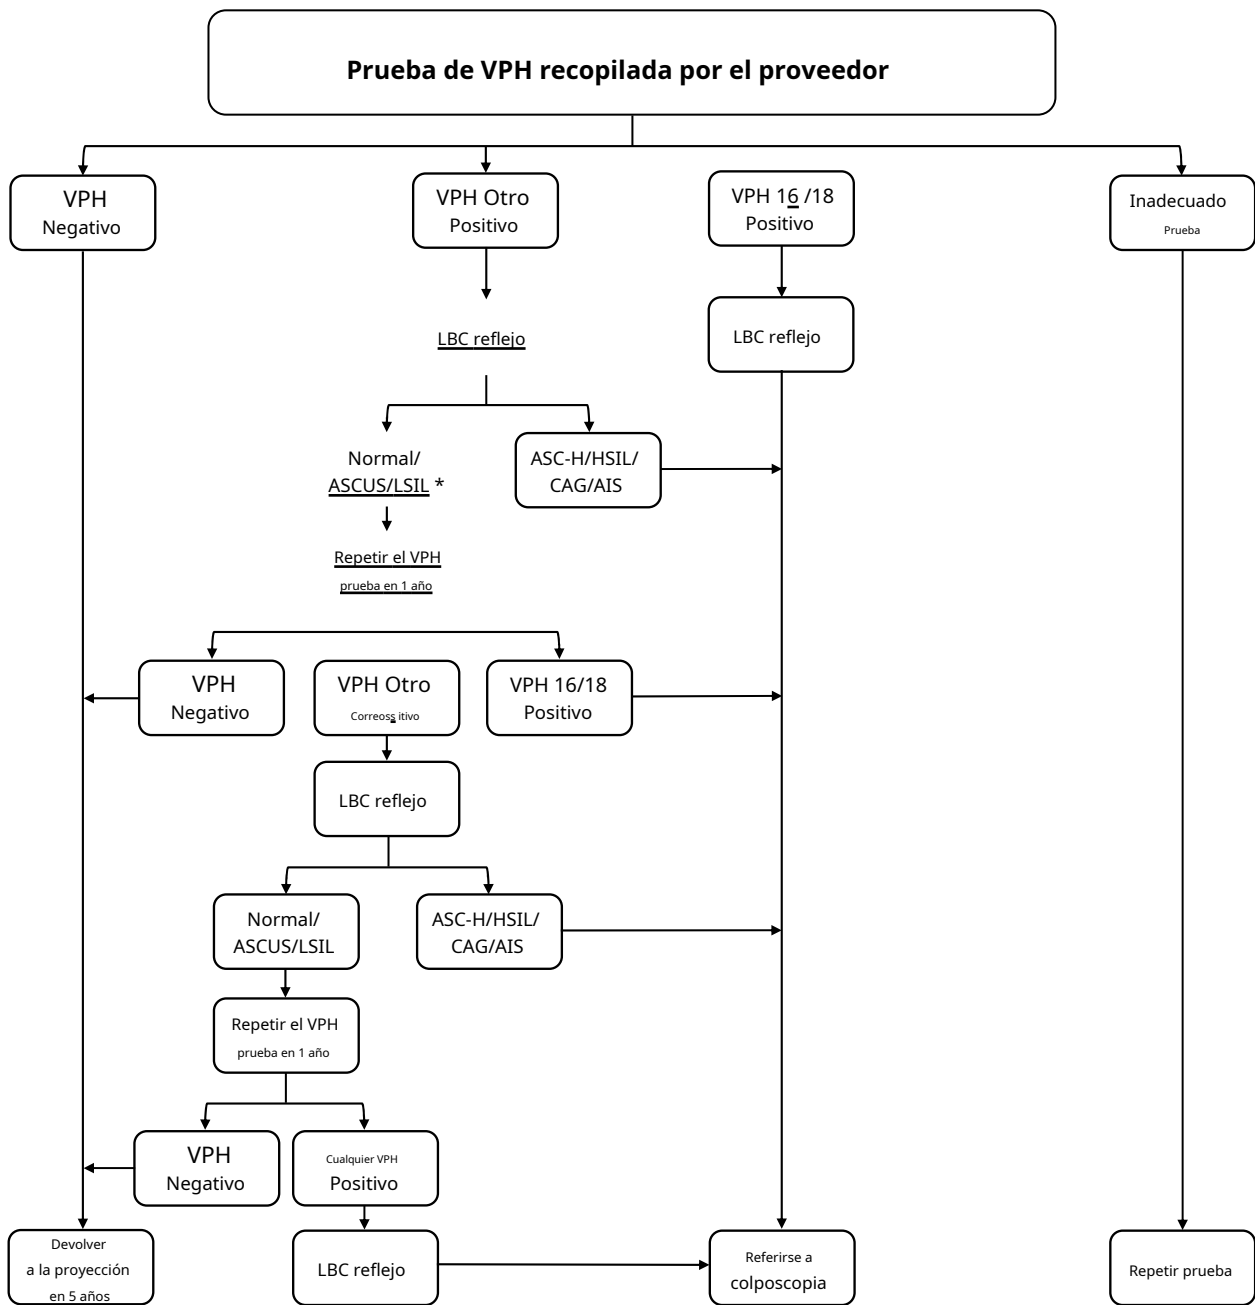 Prueba de VPH recopilada por el proveedor
VPH
Negativo
VPH Otro
Positivo
VPH 16 /18
Positivo
Inadecuado
Prueba
LBC reflejo
LBC reflejo
Normal/
ASCUS/LSIL *
ASC-H/HSIL/
CAG/AIS
Repetir el VPH
prueba en 1 año
VPH
Negativo
VPH Otro
Correoss itivo
VPH 16/18
Positivo
LBC reflejo
Normal/
ASCUS/LSIL
ASC-H/HSIL/
CAG/AIS
Repetir el VPH
prueba en 1 año
VPH
Negativo
Cualquier VPH
Positivo
Devolver
a la proyección
en 5 años
LBC reflejo
Referirse a
colposcopia
Repetir prueba